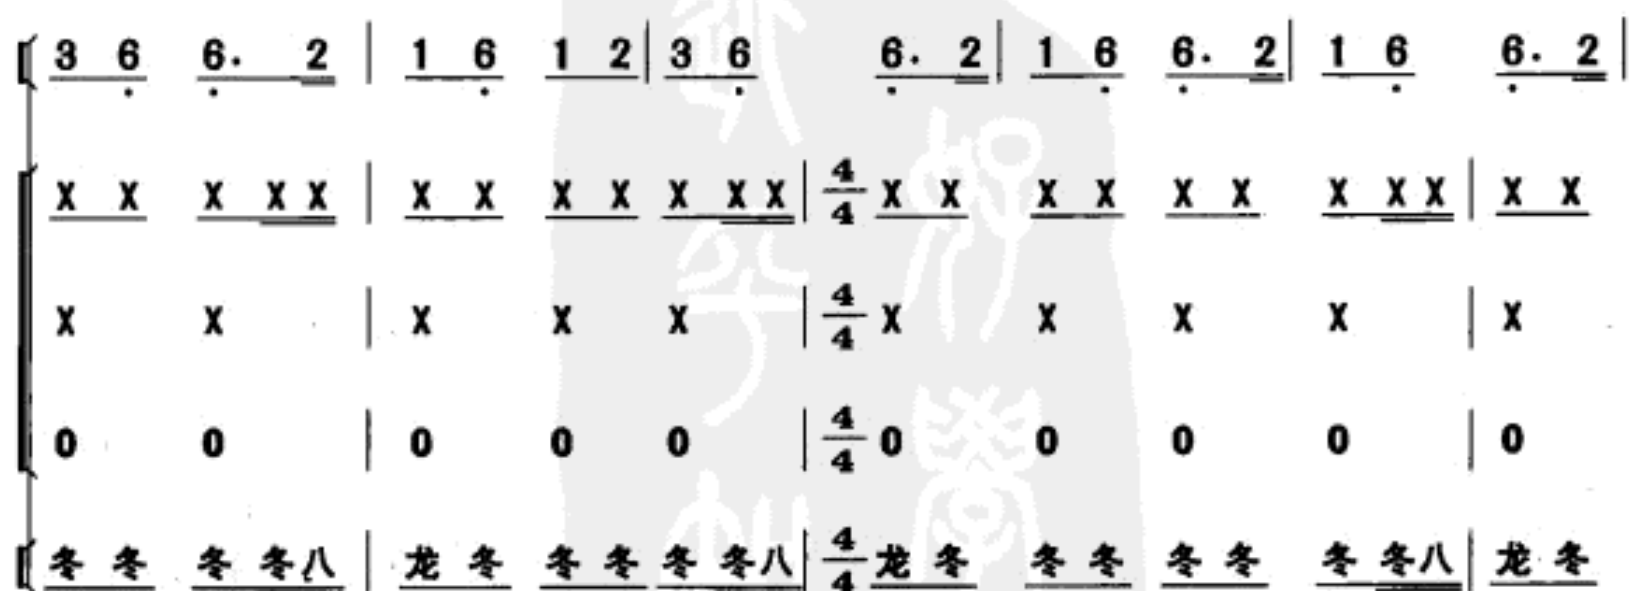 3 6 6. 2 | 1 6 1 2 | 3 6 6. 2 | 1 6 6. 2 | 1 6 6. 2 |
X X X X X | X X X X X X X | 4/4 X X X X X X X X X | X X
X X | X X X | 4/4 X X X X | X
0 0 | 0 0 0 | 4/4 0 0 0 0 | 0
冬 冬 冬 冬八 | 龙 冬 冬 冬 冬 冬八 | 4/4 龙 冬 冬 冬 冬 冬 冬 冬八 | 龙 冬